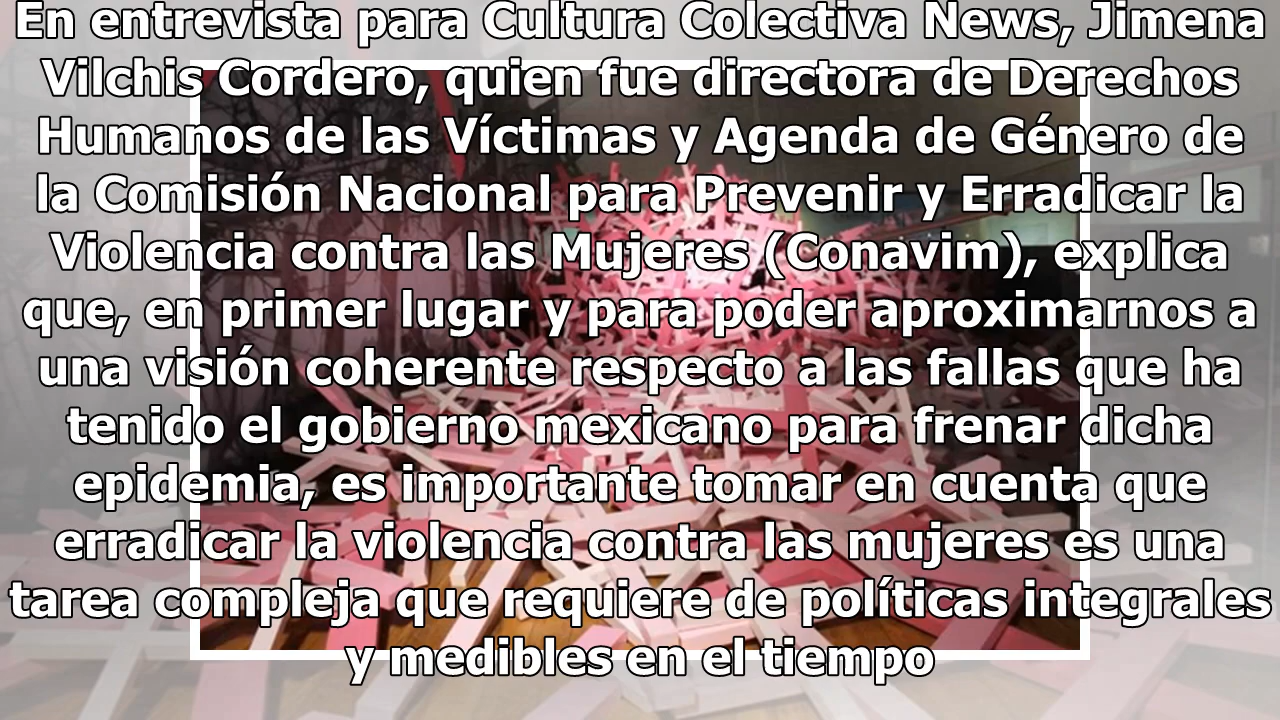 En entrevista para Cultura Colectiva News, Jimena
Vilchis Cordero, quien fue directora de Derechos
Humanos de las Víctimas y Agenda de Género de
la Comisión Nacional para Prevenir y Erradicar la
Violencia contra las Mujeres (Conavim), explica
que, en primer lugar y para poder aproximarnos a
una visión coherente respecto a las fallas que ha
tenido el gobierno mexicano para frenar dicha
epidemia, es importante tomar en cuenta que
erradicar la violencia contra las mujeres es una
tarea compleja que requiere de políticas integrales
y medibles en el tiempo